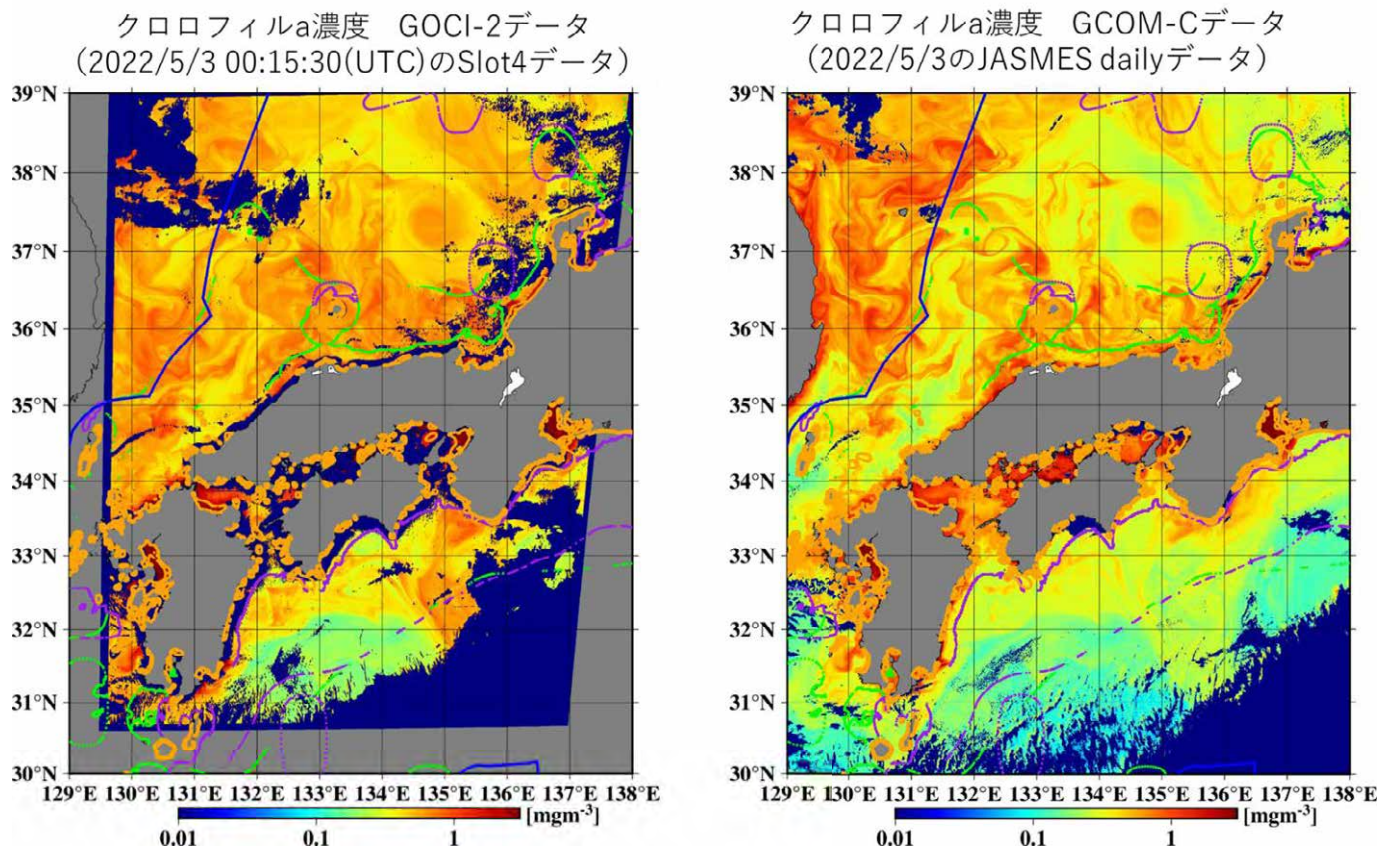 クロロフィルa濃度　GOCI-2データ
（2022/5/3 00:15:30(UTC)のSlot4データ）
39°N
38°N
37°N
36°N
35°N
34°N
33°N
32°N
31°N
30°N
129°E 130°E 131°E 132°E 133°E 134°E 135°E 136°E 137°E 138°E
[mgm-3]
0.01 0.1 1
クロロフィルa濃度　GCOM-Cデータ
（2022/5/3のJASMES dailyデータ）
39°N
38°N
37°N
36°N
35°N
34°N
33°N
32°N
31°N
30°N
129°E 130°E 131°E 132°E 133°E 134°E 135°E 136°E 137°E 138°E
[mgm-3]
0.01 0.1 1